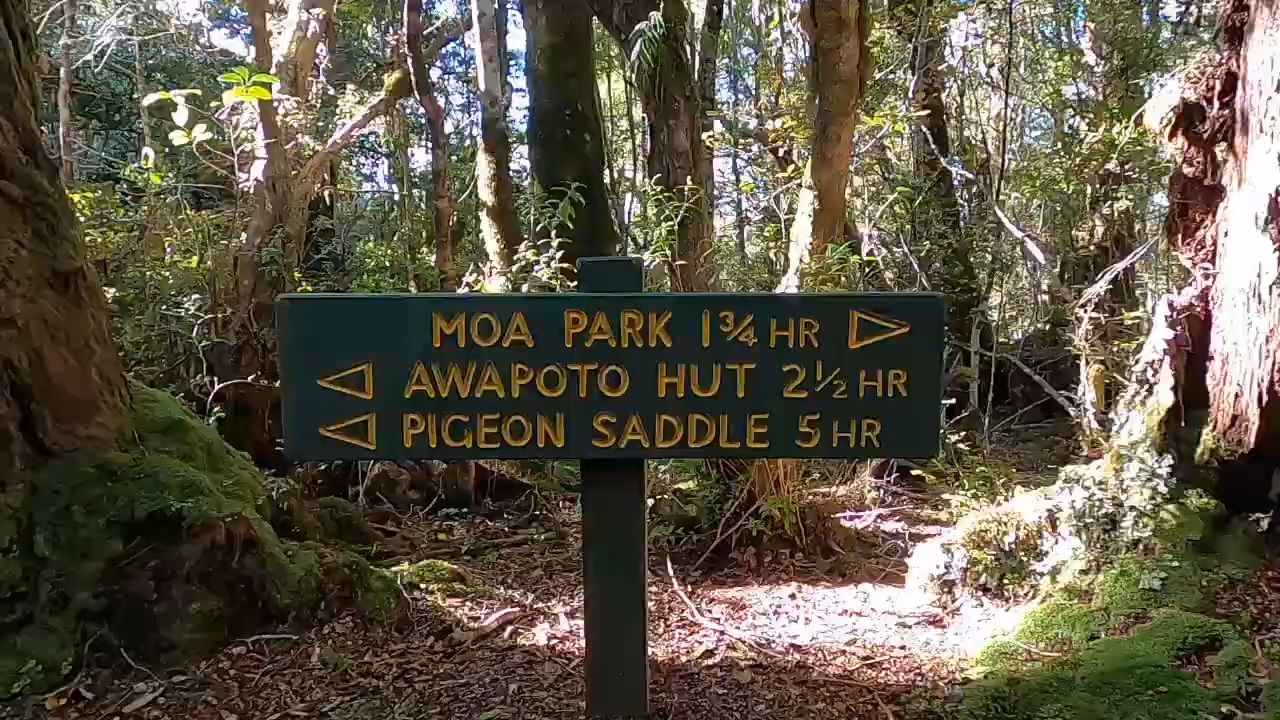 MOA PARK 1¾ HR ▷
◁ AWAPOTO HUT 2½ HR
◁ PIGEON SADDLE 5 HR